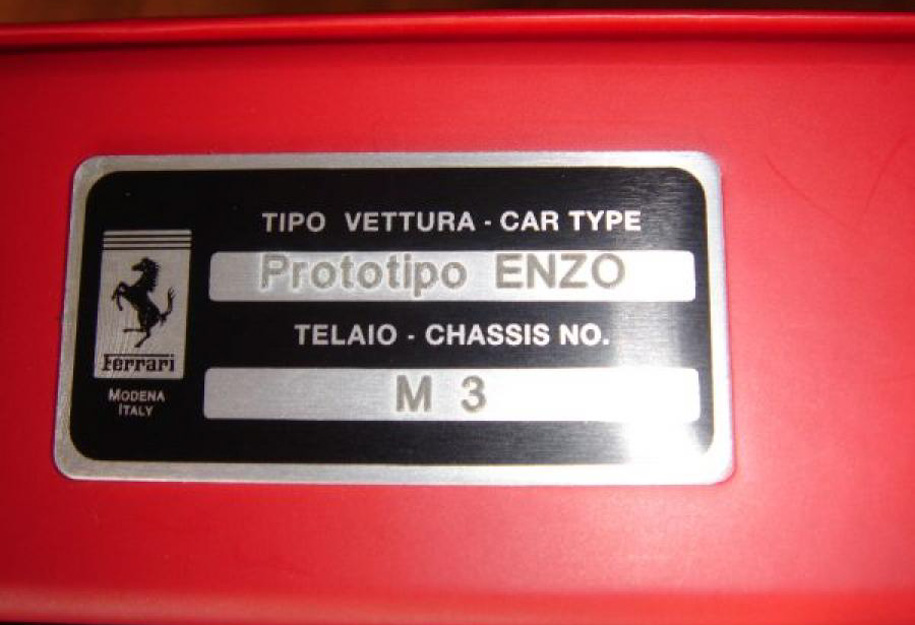 TIPO VETTURA - CAR TYPE
Prototipo ENZO
TELAIO - CHASSIS NO.
M 3
Ferrari
MODENA
ITALY